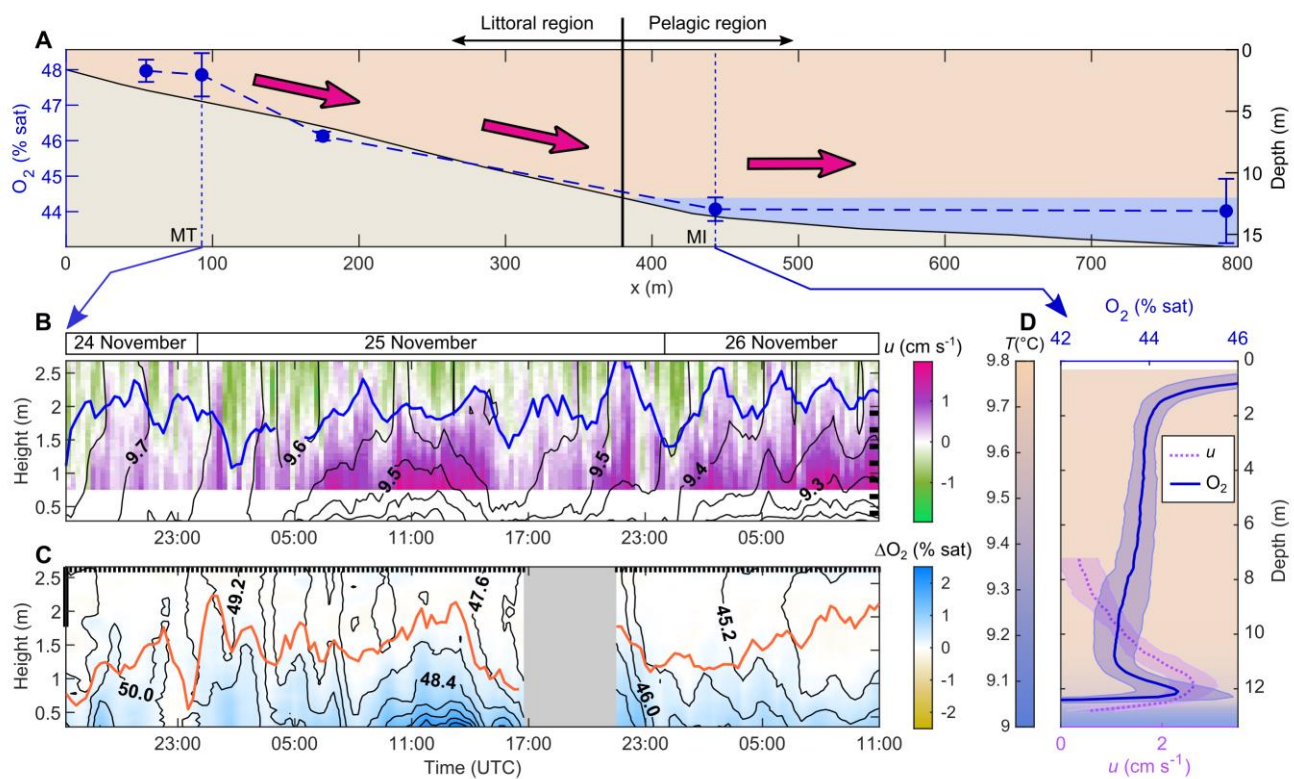 Littoral region Pelagic region
A
48
47
46
45
44
O2 (% sat)
0
5
10
15
Depth (m)
MT
MI
0 100 200 300 400 500 600 700 800
x (m)
B
24 November 25 November 26 November
u (cm s-1)
2.5
2
1.5
1
0.5
Height (m)
9.7
9.6
9.5
9.5
9.4
9.3
1
0
-1
23:00 05:00 11:00 17:00 23:00 05:00
C
ΔO2 (% sat)
2.5
2
1.5
1
0.5
Height (m)
50.0
49.2
48.4
47.6
46.0
45.2
2
1
0
-1
-2
23:00 05:00 11:00 17:00 23:00 05:00 11:00
Time (UTC)
D
O2 (% sat)
42 44 46
T(°C)
9.8
9.7
9.6
9.5
9.4
9.3
9.2
9.1
9
u
O2
0
2
4
6
8
10
12
Depth (m)
0 2
u (cm s-1)